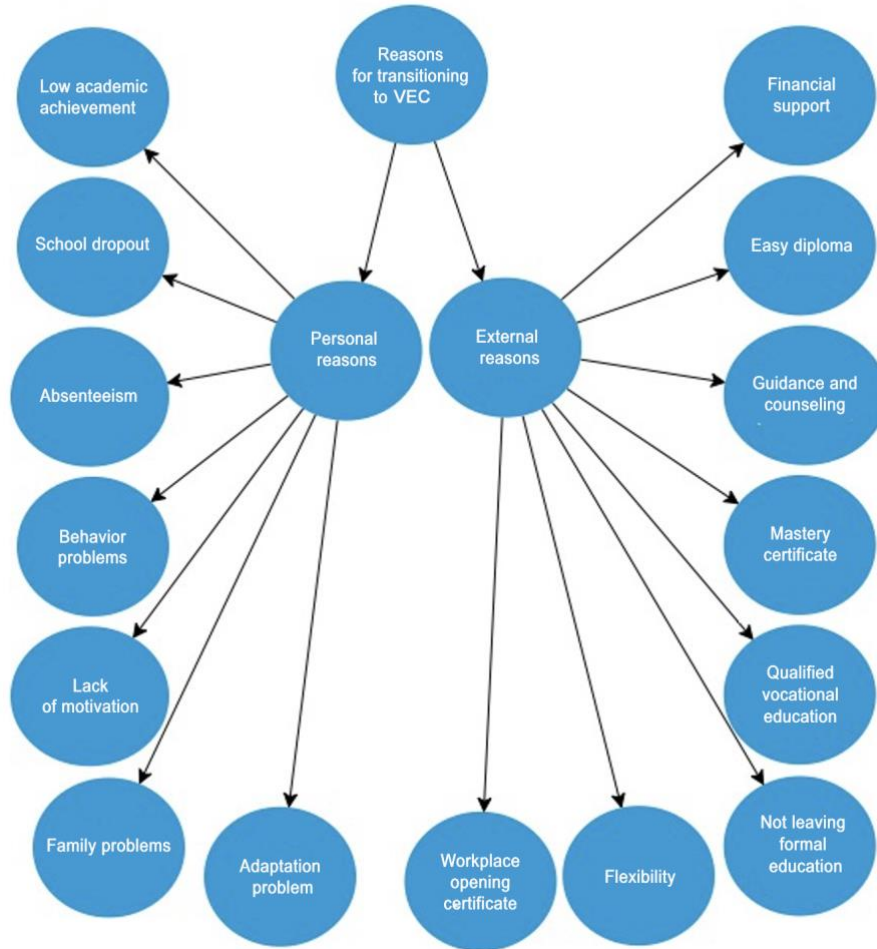 Reasons
for transitioning
to VEC
Low academic
achievement
Financial
support
School dropout
Easy diploma
Personal
reasons
External
reasons
Absenteeism
Guidance and
counseling
Behavior
problems
Mastery
certificate
Lack
of motivation
Qualified
vocational
education
Family problems
Adaptation
problem
Workplace
opening
certificate
Flexibility
Not leaving
formal
education